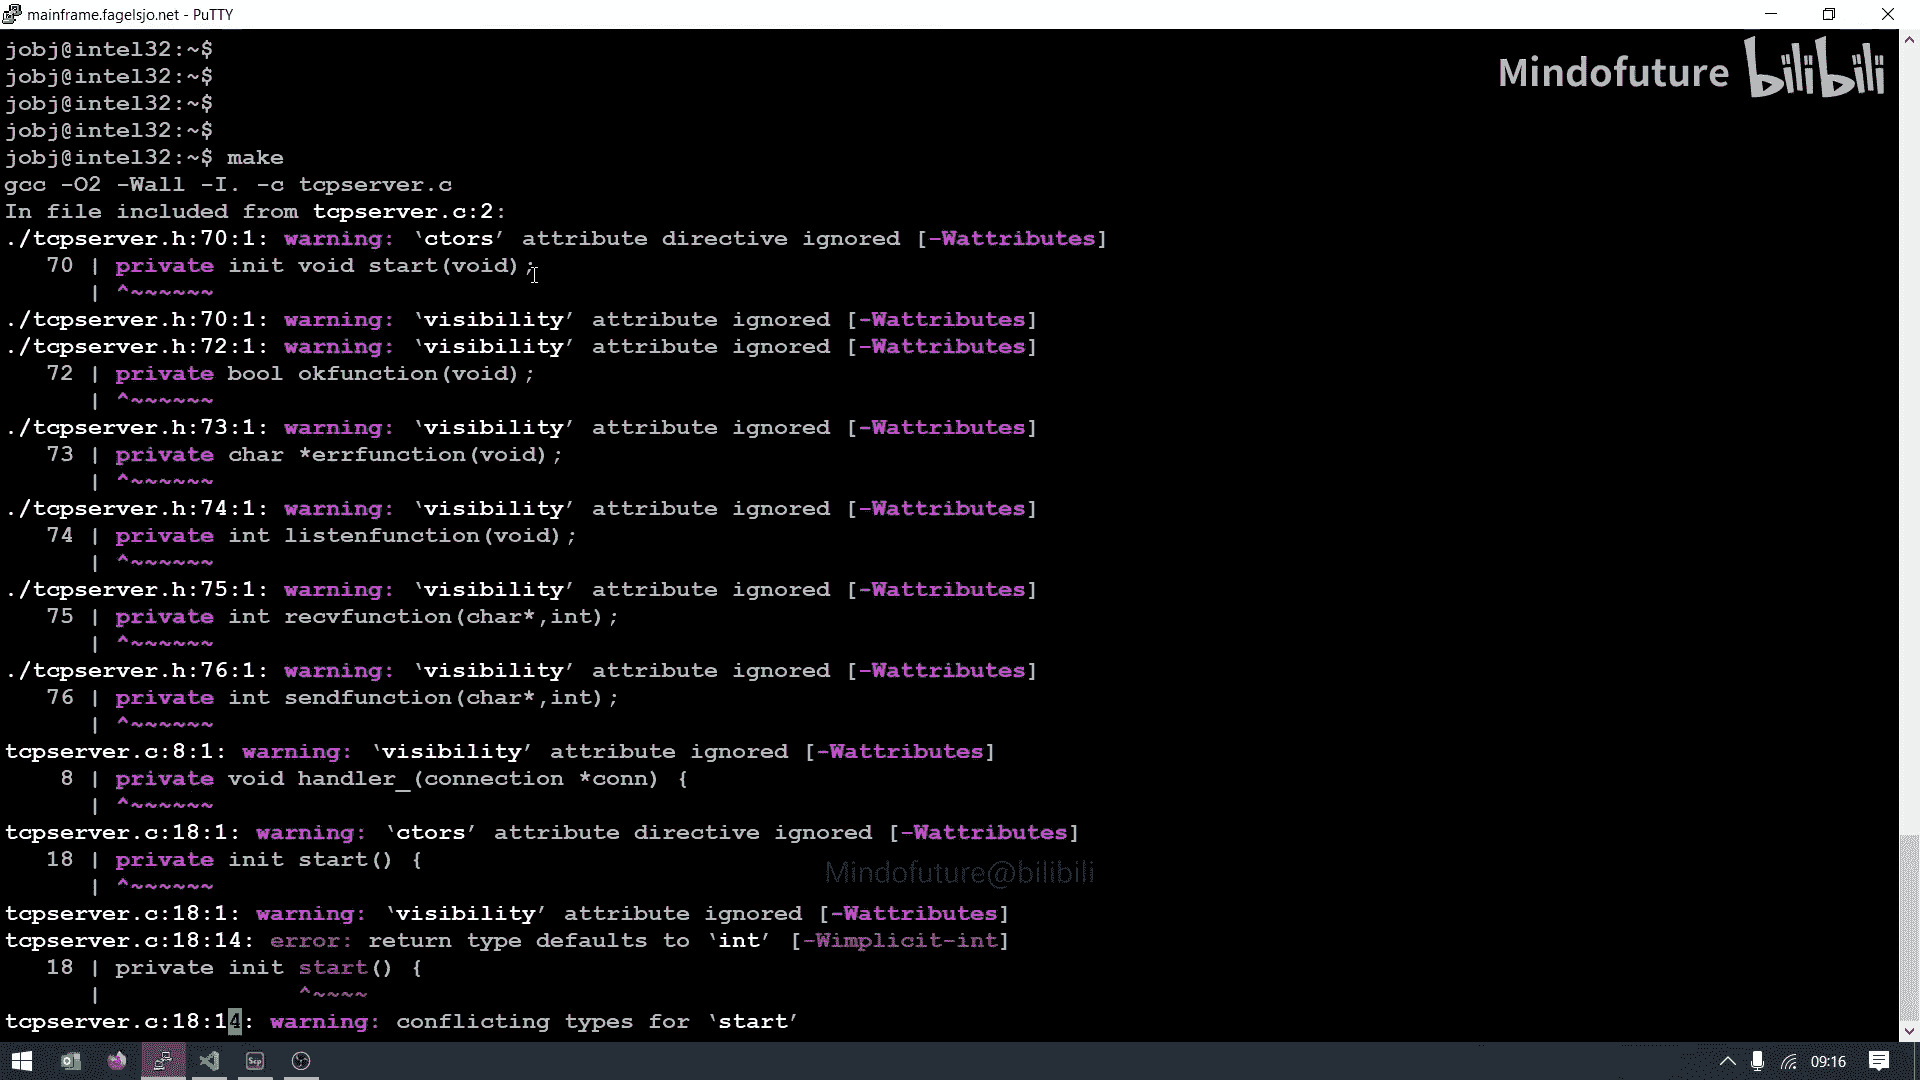 mainframe.fagelsjo.net - PuTTY
jobj@intel32:~$
jobj@intel32:~$
jobj@intel32:~$
jobj@intel32:~$
Mindofuture bilibili
jobj@intel32:~$ make
gcc -O2 -Wall -I. -c tcpserver.c
In file included from tcpserver.c:2:
./tcpserver.h:70:1: warning: ‘ctors’ attribute directive ignored [-Wattributes]
   70 | private init void start(void);
      | ^~~~~~~
./tcpserver.h:70:1: warning: ‘visibility’ attribute ignored [-Wattributes]
./tcpserver.h:72:1: warning: ‘visibility’ attribute ignored [-Wattributes]
   72 | private bool okfunction(void);
      | ^~~~~~~
./tcpserver.h:73:1: warning: ‘visibility’ attribute ignored [-Wattributes]
   73 | private char *errfunction(void);
      | ^~~~~~~
./tcpserver.h:74:1: warning: ‘visibility’ attribute ignored [-Wattributes]
   74 | private int listenfunction(void);
      | ^~~~~~~
./tcpserver.h:75:1: warning: ‘visibility’ attribute ignored [-Wattributes]
   75 | private int recvfunction(char*,int);
      | ^~~~~~~
./tcpserver.h:76:1: warning: ‘visibility’ attribute ignored [-Wattributes]
   76 | private int sendfunction(char*,int);
      | ^~~~~~~
tcpserver.c:8:1: warning: ‘visibility’ attribute ignored [-Wattributes]
    8 | private void handler_(connection *conn) {
      | ^~~~~~~
tcpserver.c:18:1: warning: ‘ctors’ attribute directive ignored [-Wattributes]
   18 | private init start() {
      | ^~~~~~~
Mindofuture@bilibili
tcpserver.c:18:1: warning: ‘visibility’ attribute ignored [-Wattributes]
tcpserver.c:18:14: error: return type defaults to ‘int’ [-Wimplicit-int]
   18 | private init start() {
      |              ^~~~~
tcpserver.c:18:14: warning: conflicting types for ‘start’
Scp
09:16